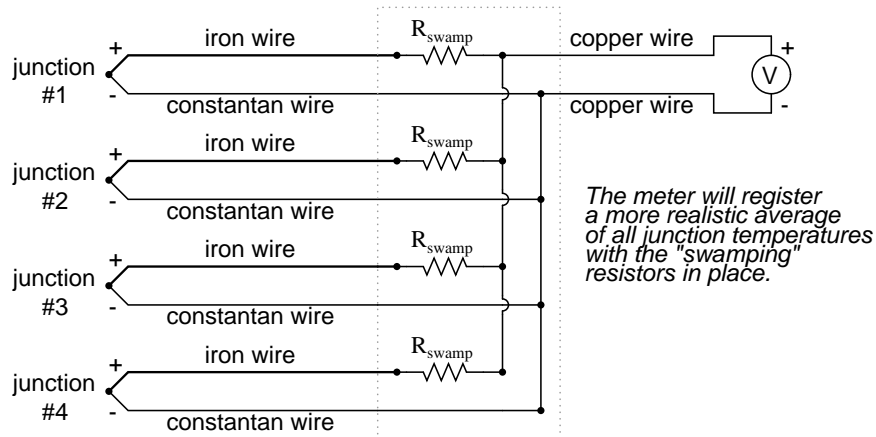 + iron wire R swamp copper wire +
junction
#1
V
- constantan wire copper wire -
+ iron wire R swamp
junction
#2
- constantan wire
The meter will register
a more realistic average
of all junction temperatures
with the "swamping"
resistors in place.
+ iron wire R swamp
junction
#3
- constantan wire
+ iron wire R swamp
junction
#4
- constantan wire